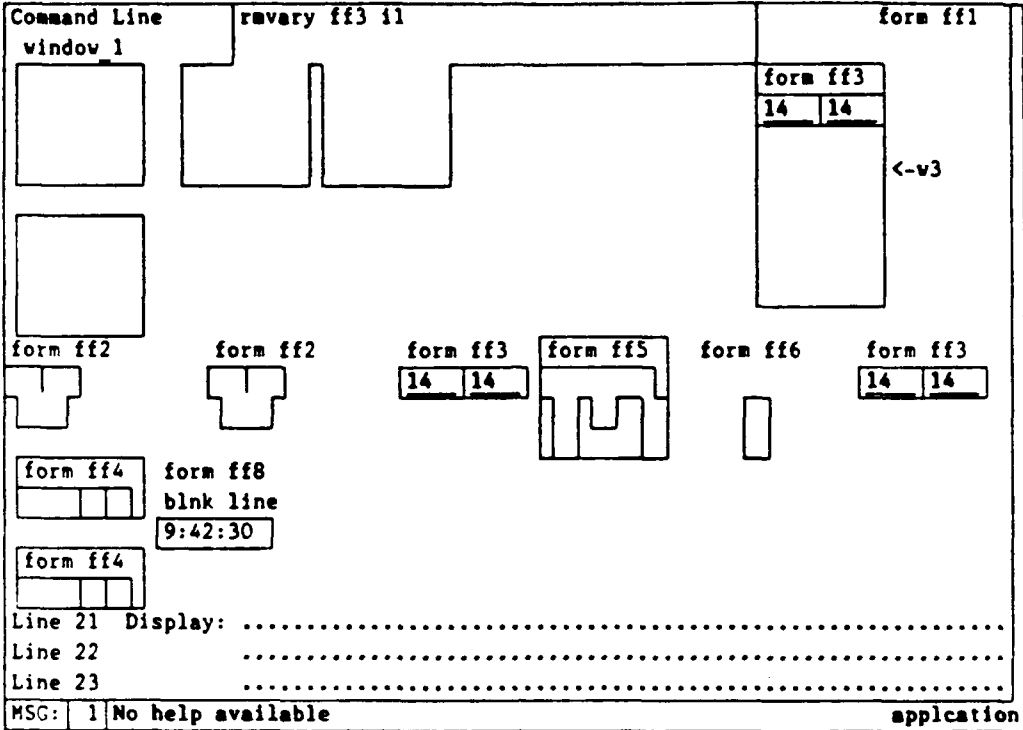 Command Line rmvary ff3 i1 form ff1
window_1
form ff3
14 14
<-w3
form ff2 form ff2 form ff3 form ff5 form ff6 form ff3
14 14 14 14
form ff4 form ff8
blnk line
9:42:30
form ff4
Line 21 Display: ............................................................
Line 22 ............................................................
Line 23 ............................................................
MSG: 1 No help available applcation